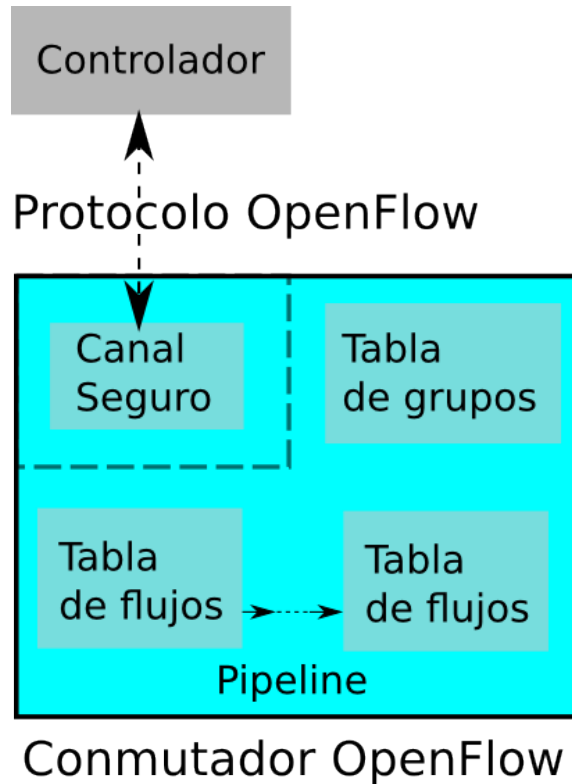 Controlador
Protocolo OpenFlow
Canal
Seguro
Tabla
de grupos
Tabla
de flujos
Tabla
de flujos
Pipeline
Conmutador OpenFlow